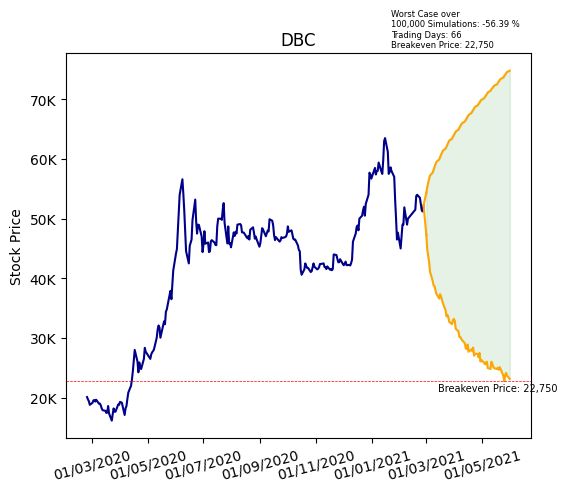 Worst Case over
100,000 Simulations: -56.39 %
Trading Days: 66
Breakeven Price: 22,750
DBC
Stock Price
70K
60K
50K
40K
30K
20K
Breakeven Price: 22,750
01/03/2020
01/05/2020
01/07/2020
01/09/2020
01/11/2020
01/01/2021
01/03/2021
01/05/2021